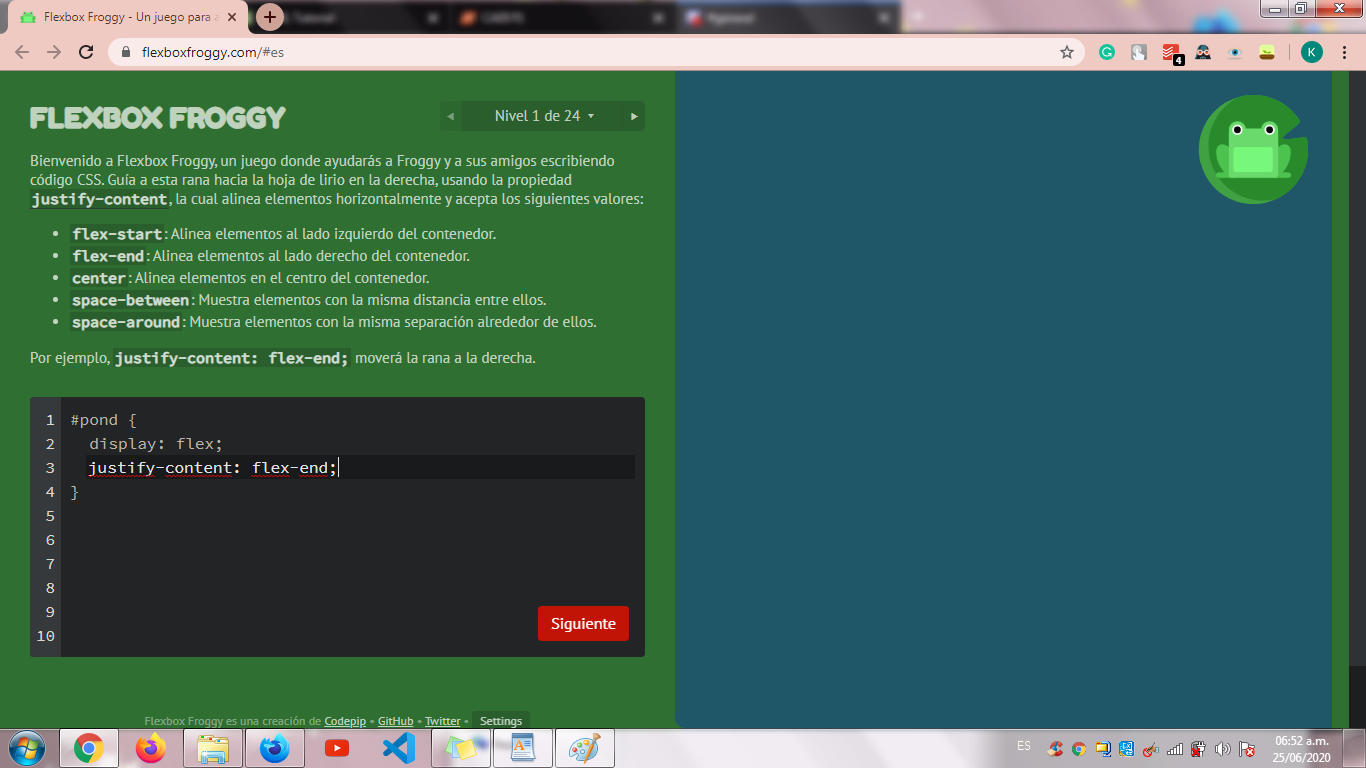 Flexbox Froggy - Un juego para a
Tutorial
flexboxfroggy.com/#es
4
K
FLEXBOX FROGGY
Nivel 1 de 24
Bienvenido a Flexbox Froggy, un juego donde ayudarás a Froggy y a sus amigos escribiendo
código CSS. Guía a esta rana hacia la hoja de lirio en la derecha, usando la propiedad
justify-content, la cual alinea elementos horizontalmente y acepta los siguientes valores:
• flex-start: Alinea elementos al lado izquierdo del contenedor.
• flex-end: Alinea elementos al lado derecho del contenedor.
• center: Alinea elementos en el centro del contenedor.
• space-between: Muestra elementos con la misma distancia entre ellos.
• space-around: Muestra elementos con la misma separación alrededor de ellos.
Por ejemplo, justify-content: flex-end; moverá la rana a la derecha.
1 #pond {
2 display: flex;
3 justify-content: flex-end;
4 }
5
6
7
8
9
10
Siguiente
Flexbox Froggy es una creación de Codepip • GitHub • Twitter • Settings
ES
06:52 a.m.
25/06/2020